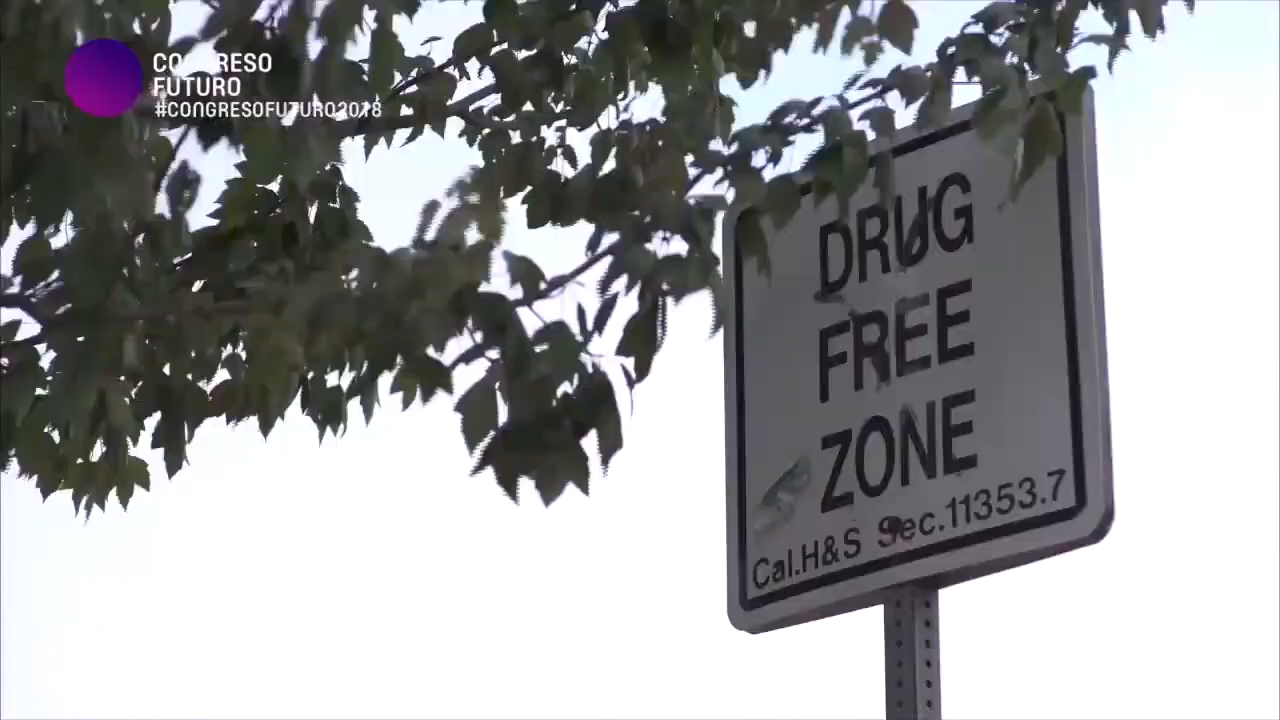 CONGRESO
FUTURO
#CONGRESOFUTURO2018
DRUG
FREE
ZONE
Cal.H&S Sec.11353.7